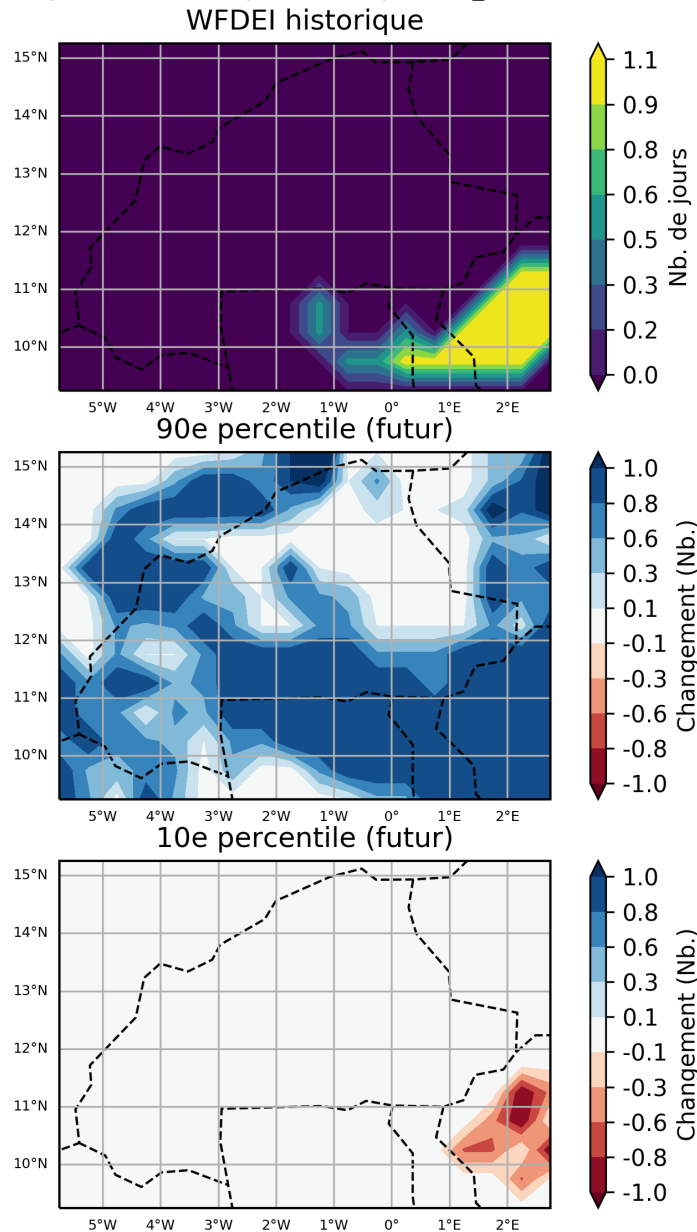 WFDEI historique
15°N
14°N
13°N
12°N
11°N
10°N
5°W 4°W 3°W 2°W 1°W 0° 1°E 2°E
1.1
0.9
0.8
0.6
0.5
0.3
0.2
0.0
Nb. de jours
90e percentile (futur)
15°N
14°N
13°N
12°N
11°N
10°N
5°W 4°W 3°W 2°W 1°W 0° 1°E 2°E
1.0
0.8
0.6
0.3
0.1
-0.1
-0.3
-0.6
-0.8
-1.0
Changement (Nb.)
10e percentile (futur)
15°N
14°N
13°N
12°N
11°N
10°N
5°W 4°W 3°W 2°W 1°W 0° 1°E 2°E
1.0
0.8
0.6
0.3
0.1
-0.1
-0.3
-0.6
-0.8
-1.0
Changement (Nb.)